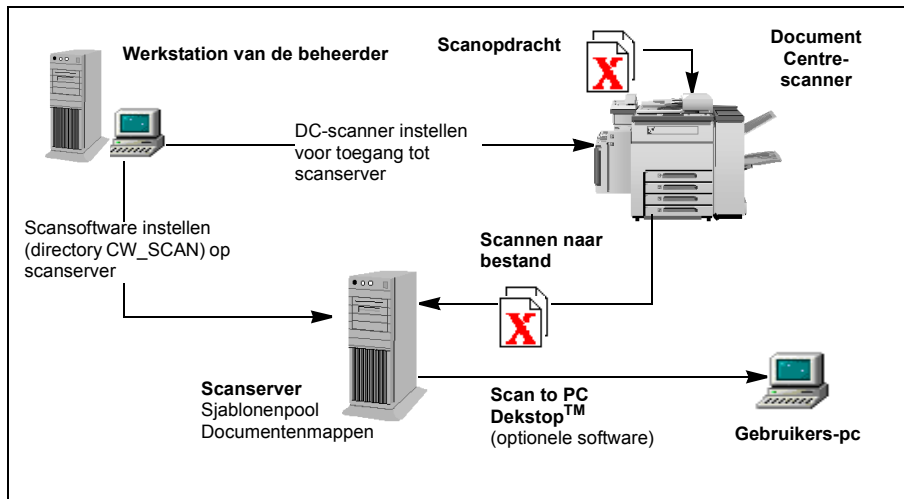 Werkstation van de beheerder
Scanopdracht
Document
Centre-
scanner
X
DC-scanner instellen
voor toegang tot
scanserver
Scansoftware instellen
(directory CW_SCAN) op
scanserver
Scannen naar
bestand
X
Scanserver
Sjablonenpool
Documentenmappen
Scan to PC
Dekstop™
(optionele software)
Gebruikers-pc